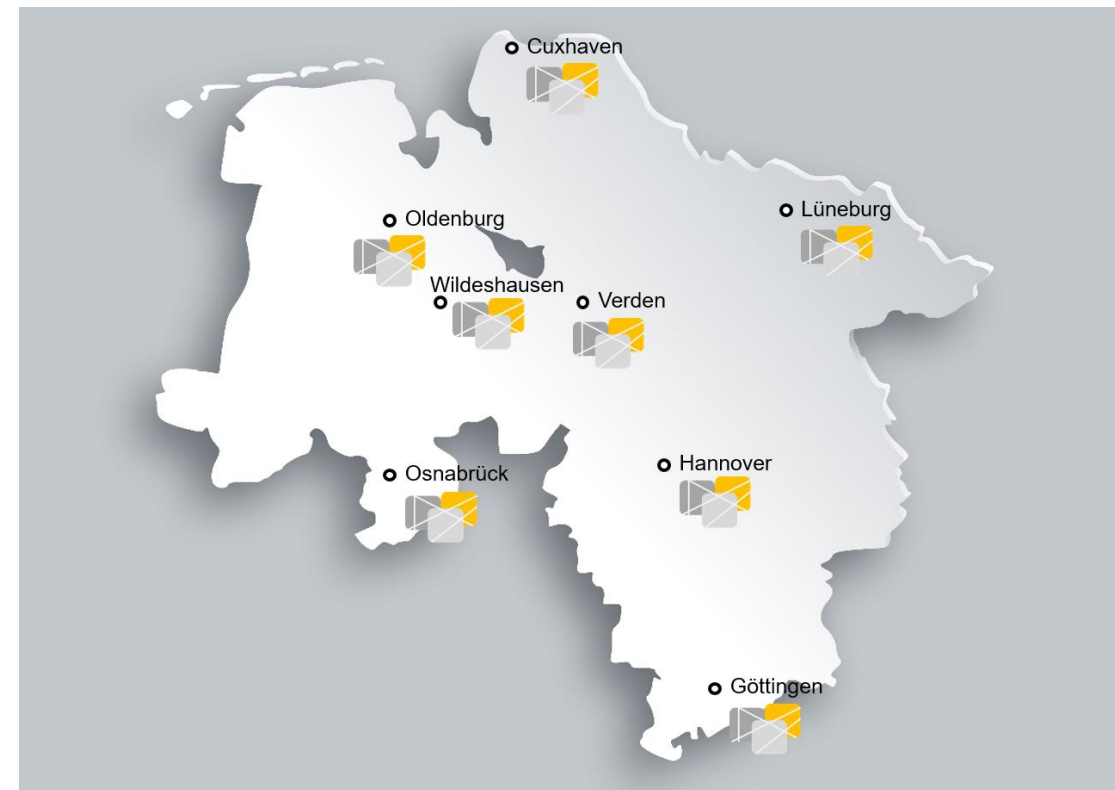 Cuxhaven
Lüneburg
Oldenburg
Wildeshausen
Verden
Hannover
Osnabrück
Göttingen